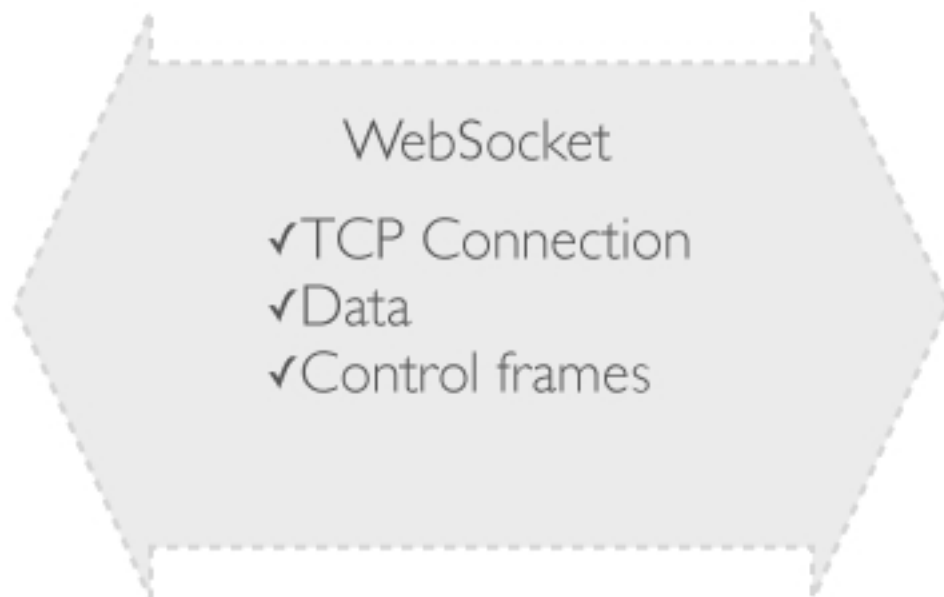 WebSocket
✓TCP Connection
✓Data
✓Control frames